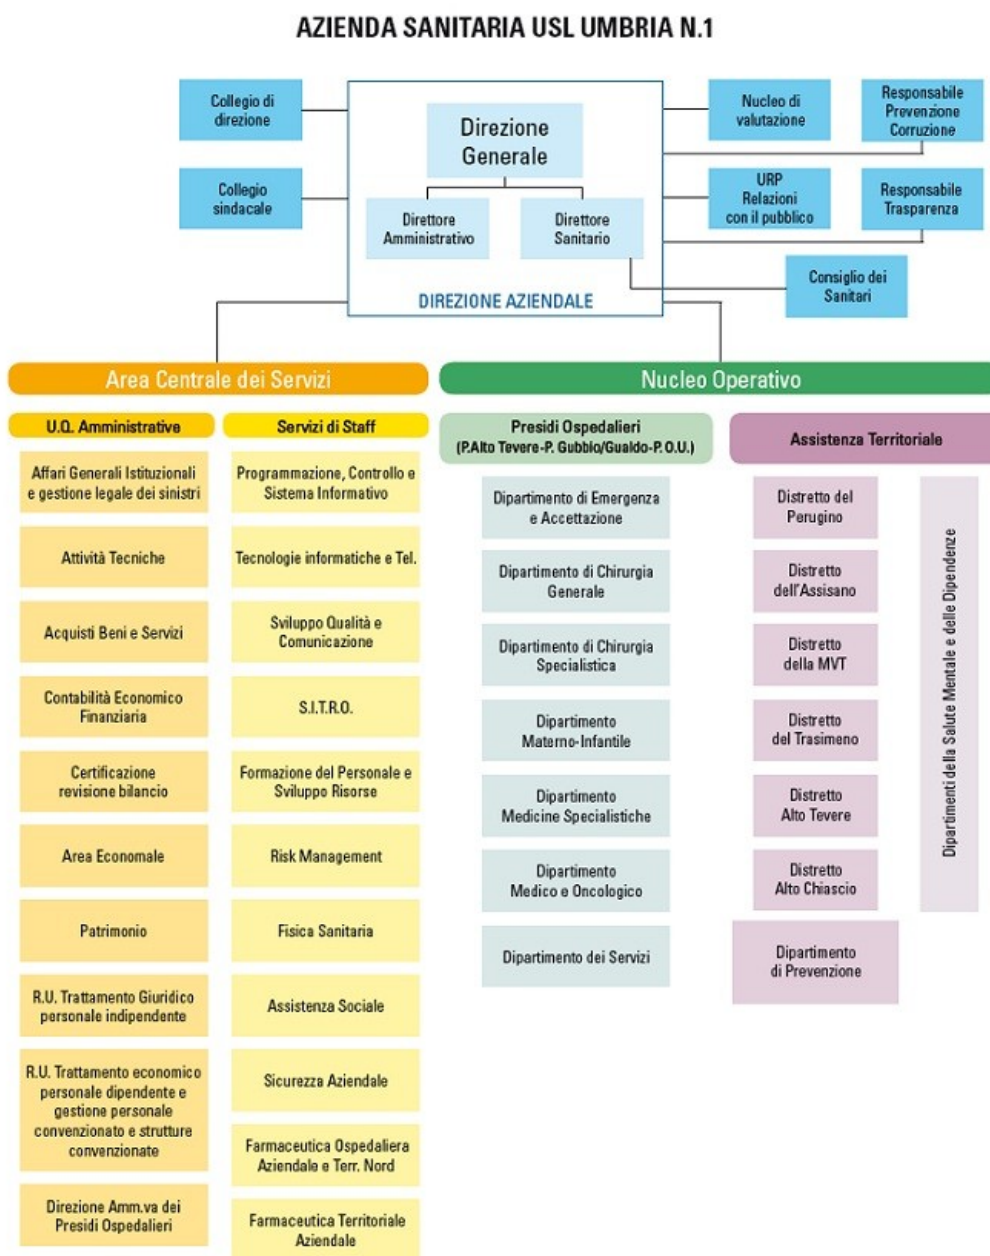 AZIENDA SANITARIA USL UMBRIA N.1
Collegio di
direzione
Collegio
sindacale
Direzione
Generale
Direttore
Amministrativo
Direttore
Sanitario
DIREZIONE AZIENDALE
Nucleo di
valutazione
Responsabile
Prevenzione
Corruzione
URP
Relazioni
con il pubblico
Responsabile
Trasparenza
Consiglio dei
Sanitari
Area Centrale dei Servizi
U.O. Amministrative
Affari Generali Istituzionali
e gestione legale dei sinistri
Attività Tecniche
Acquisti Beni e Servizi
Contabilità Economico
Finanziaria
Certificazione
revisione bilancio
Area Economale
Patrimonio
R.U. Trattamento Giuridico
personale indipendente
R.U. Trattamento economico
personale dipendente e
gestione personale
convenzionato e strutture
convenzionate
Direzione Amm.va dei
Presidi Ospedalieri
Servizi di Staff
Programmazione, Controllo e
Sistema Informativo
Tecnologie informatiche e Tel.
Sviluppo Qualità e
Comunicazione
S.I.T.R.O.
Formazione del Personale e
Sviluppo Risorse
Risk Management
Fisica Sanitaria
Assistenza Sociale
Sicurezza Aziendale
Farmaceutica Ospedaliera
Aziendale e Terr. Nord
Farmaceutica Territoriale
Aziendale
Nucleo Operativo
Presidi Ospedalieri
(P.Alto Tevere-P. Gubbio/Gualdo-P.O.U.)
Dipartimento di Emergenza
e Accettazione
Dipartimento di Chirurgia
Generale
Dipartimento di Chirurgia
Specialistica
Dipartimento
Materno-Infantile
Dipartimento
Medicine Specialistiche
Dipartimento
Medico e Oncologico
Dipartimento dei Servizi
Assistenza Territoriale
Distretto del
Perugino
Distretto
dell'Assisano
Distretto
della MVT
Distretto
del Trasimeno
Distretto
Alto Tevere
Distretto
Alto Chiascio
Dipartimento
di Prevenzione
Dipartimenti della Salute Mentale e delle Dipendenze